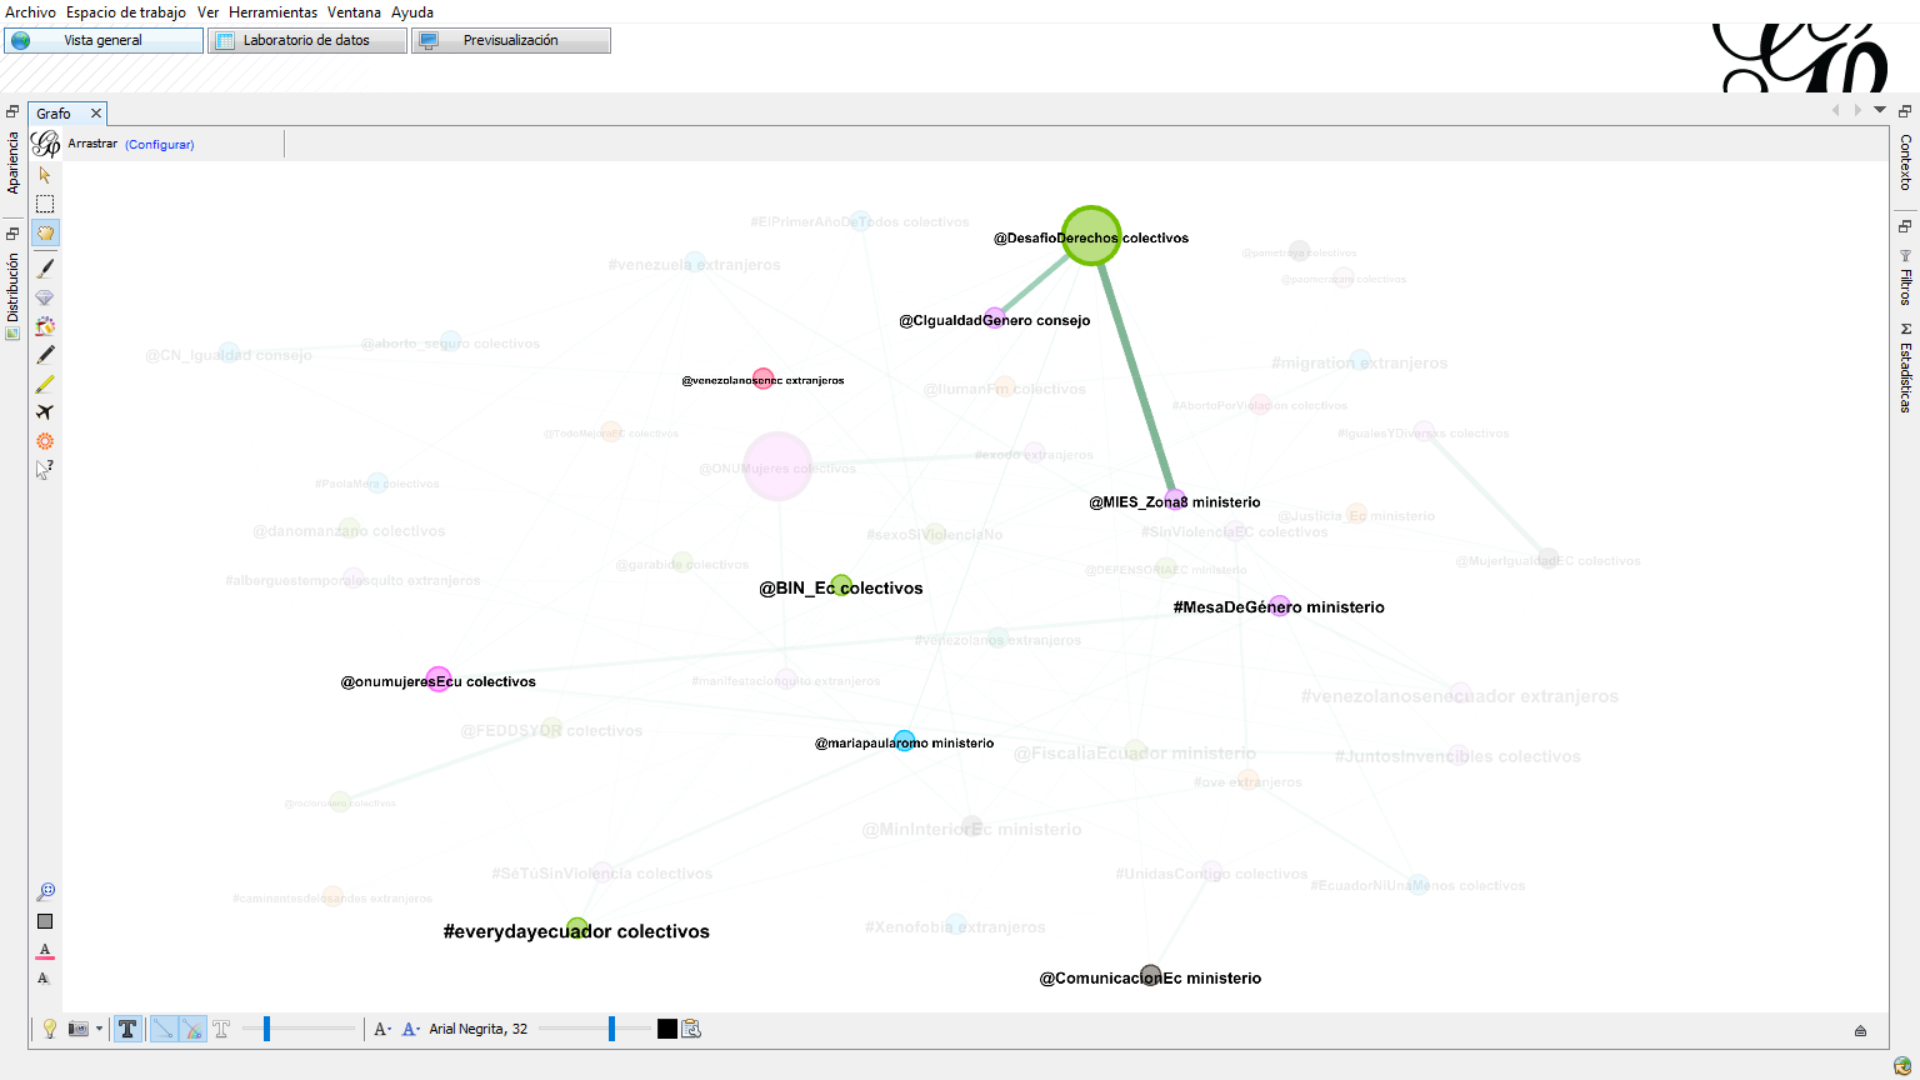 Archivo Espacio de trabajo Ver Herramientas Ventana Ayuda
Vista general Laboratorio de datos Previsualización
Grafo
Arrastrar (Configurar)
Apariencia
Distribución
Contexto
Filtros
Estadísticas
#ElPrimerAñoDeTodos colectivos
@DesafioDerechos colectivos
@pametroya colectivos
#venezuela extranjeros
@CIgualdadGenero consejo
@aborto_seguro colectivos
@CN_Igualdad consejo
#migration extranjeros
@venezolanosenec extranjeros
@IlumanFm colectivos
#AbortoPorViolacion colectivos
@TodoMejoraEC colectivos
#IgualesYDiversxs colectivos
#exodo extranjeros
@ONUMujeres colectivos
#PaolaMera colectivos
@MIES_Zona8 ministerio
@Justicia_Ec ministerio
@danomanzano colectivos
#sexoSiViolenciaNo
#SinViolenciaEC colectivos
@garabide colectivos
@MujerIgualdadEC colectivos
@DEFENSORIAEC ministerio
#alberguestemporalesquito extranjeros
@BIN_Ec colectivos
#MesaDeGénero ministerio
#venezolanos extranjeros
@onumujeresEcu colectivos
#manifestacionquito extranjeros
#venezolanosenecuador extranjeros
@FEDDSYDR colectivos
@mariapaularomo ministerio
@FiscaliaEcuador ministerio
#JuntosInvencibles colectivos
#ove extranjeros
@MinInteriorEc ministerio
#SéTúSinViolencia colectivos
#UnidasContigo colectivos
#EcuadorNiUnaMenos colectivos
#caminantesdelosandes extranjeros
#everydayecuador colectivos
#Xenofobia extranjeros
@ComunicacionEc ministerio
Arial Negrita, 32